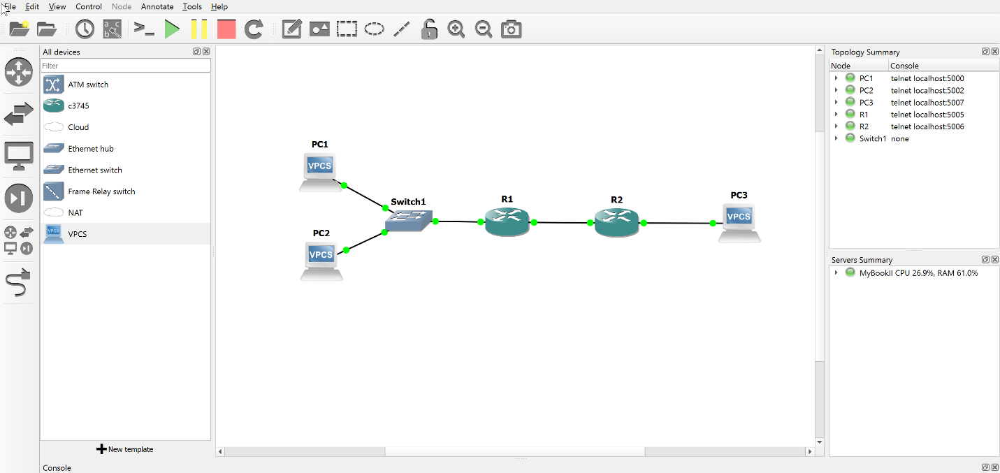 File Edit View Control Node Annotate Tools Help
All devices
Filter
ATM switch
c3745
Cloud
Ethernet hub
Ethernet switch
Frame Relay switch
NAT
VPCS
VPCS
New template
PC1
VPCS
Switch1
PC2
VPCS
R1
R2
PC3
VPCS
Topology Summary
Node Console
PC1 telnet localhost:5000
PC2 telnet localhost:5002
PC3 telnet localhost:5007
R1 telnet localhost:5005
R2 telnet localhost:5006
Switch1 none
Servers Summary
MyBookII CPU 26.9%, RAM 61.0%
Console